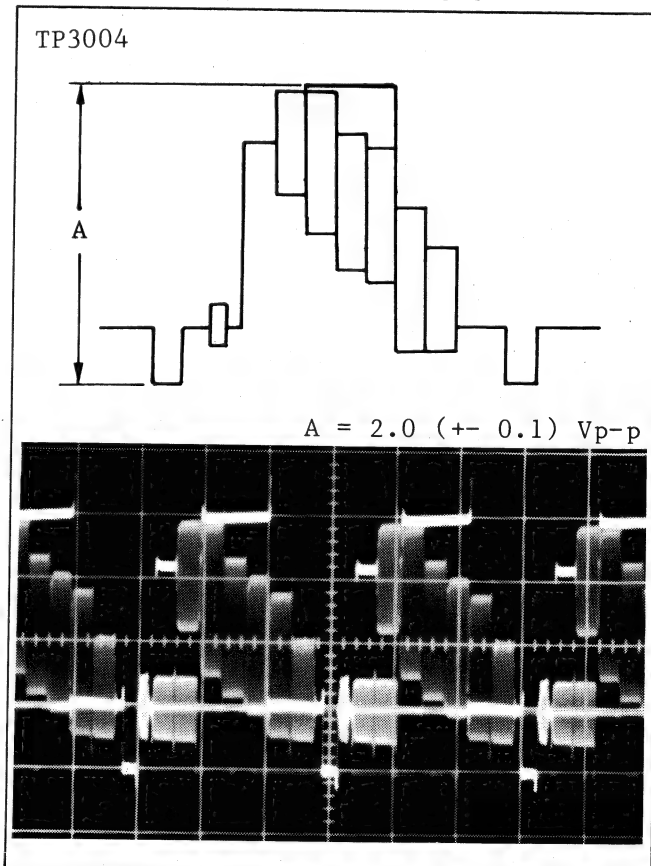 TP3004
A
A = 2.0 (+- 0.1) Vp-p